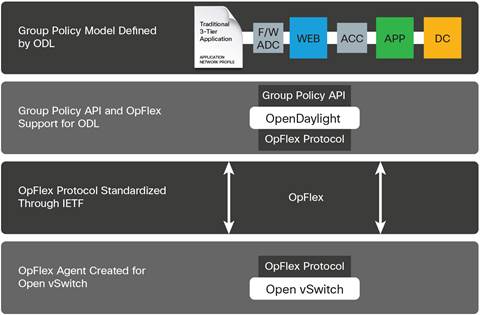 Group Policy Model Defined
by ODL
Traditional
3-Tier
Application
APPLICATION
NETWORK PROFILE
F/W
ADC
WEB
ACC
APP
DC
Group Policy API and OpFlex
Support for ODL
Group Policy API
OpenDaylight
OpFlex Protocol
OpFlex Protocol Standardized
Through IETF
OpFlex
OpFlex Agent Created for
Open vSwitch
OpFlex Protocol
Open vSwitch